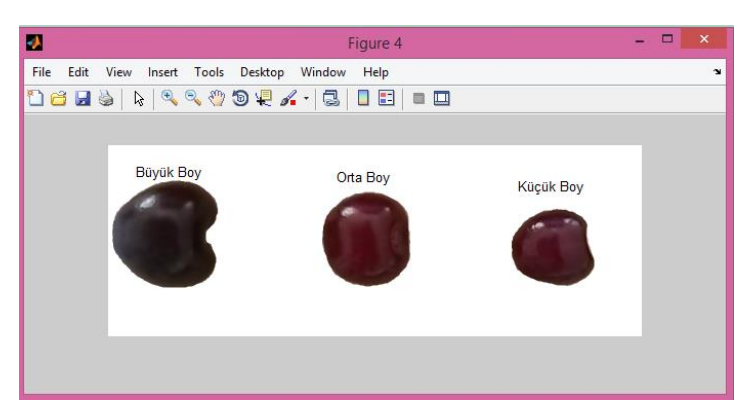 Figure 4
File Edit View Insert Tools Desktop Window Help
Büyük Boy
Orta Boy
Küçük Boy